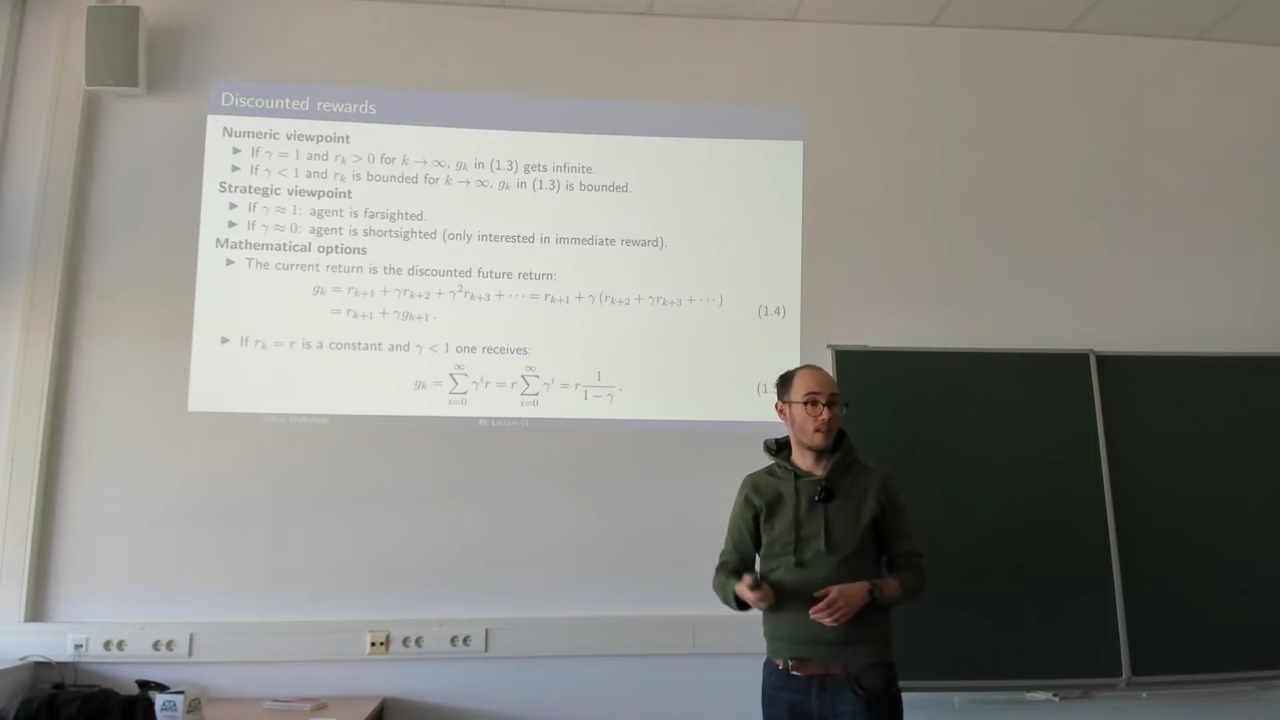 Discounted rewards
Numeric viewpoint
▶ If γ = 1 and r_k > 0 for k → ∞, g_k in (1.3) gets infinite.
▶ If γ < 1 and r_k is bounded for k → ∞, g_k in (1.3) is bounded.
Strategic viewpoint
▶ If γ ≈ 1: agent is farsighted.
▶ If γ ≈ 0: agent is shortsighted (only interested in immediate reward).
Mathematical options
▶ The current return is the discounted future return:
g_k = r_{k+1} + γr_{k+2} + γ²r_{k+3} + ⋯ = r_{k+1} + γ (r_{k+2} + γr_{k+3} + ⋯)
= r_{k+1} + γg_{k+1} . (1.4)
▶ If r_k = r is a constant and γ < 1 one receives:
g_k = ∑_{i=0}^{∞} γ^i r = r ∑_{i=0}^{∞} γ^i = r 1/(1 − γ) . (1.
RL Lecture 01